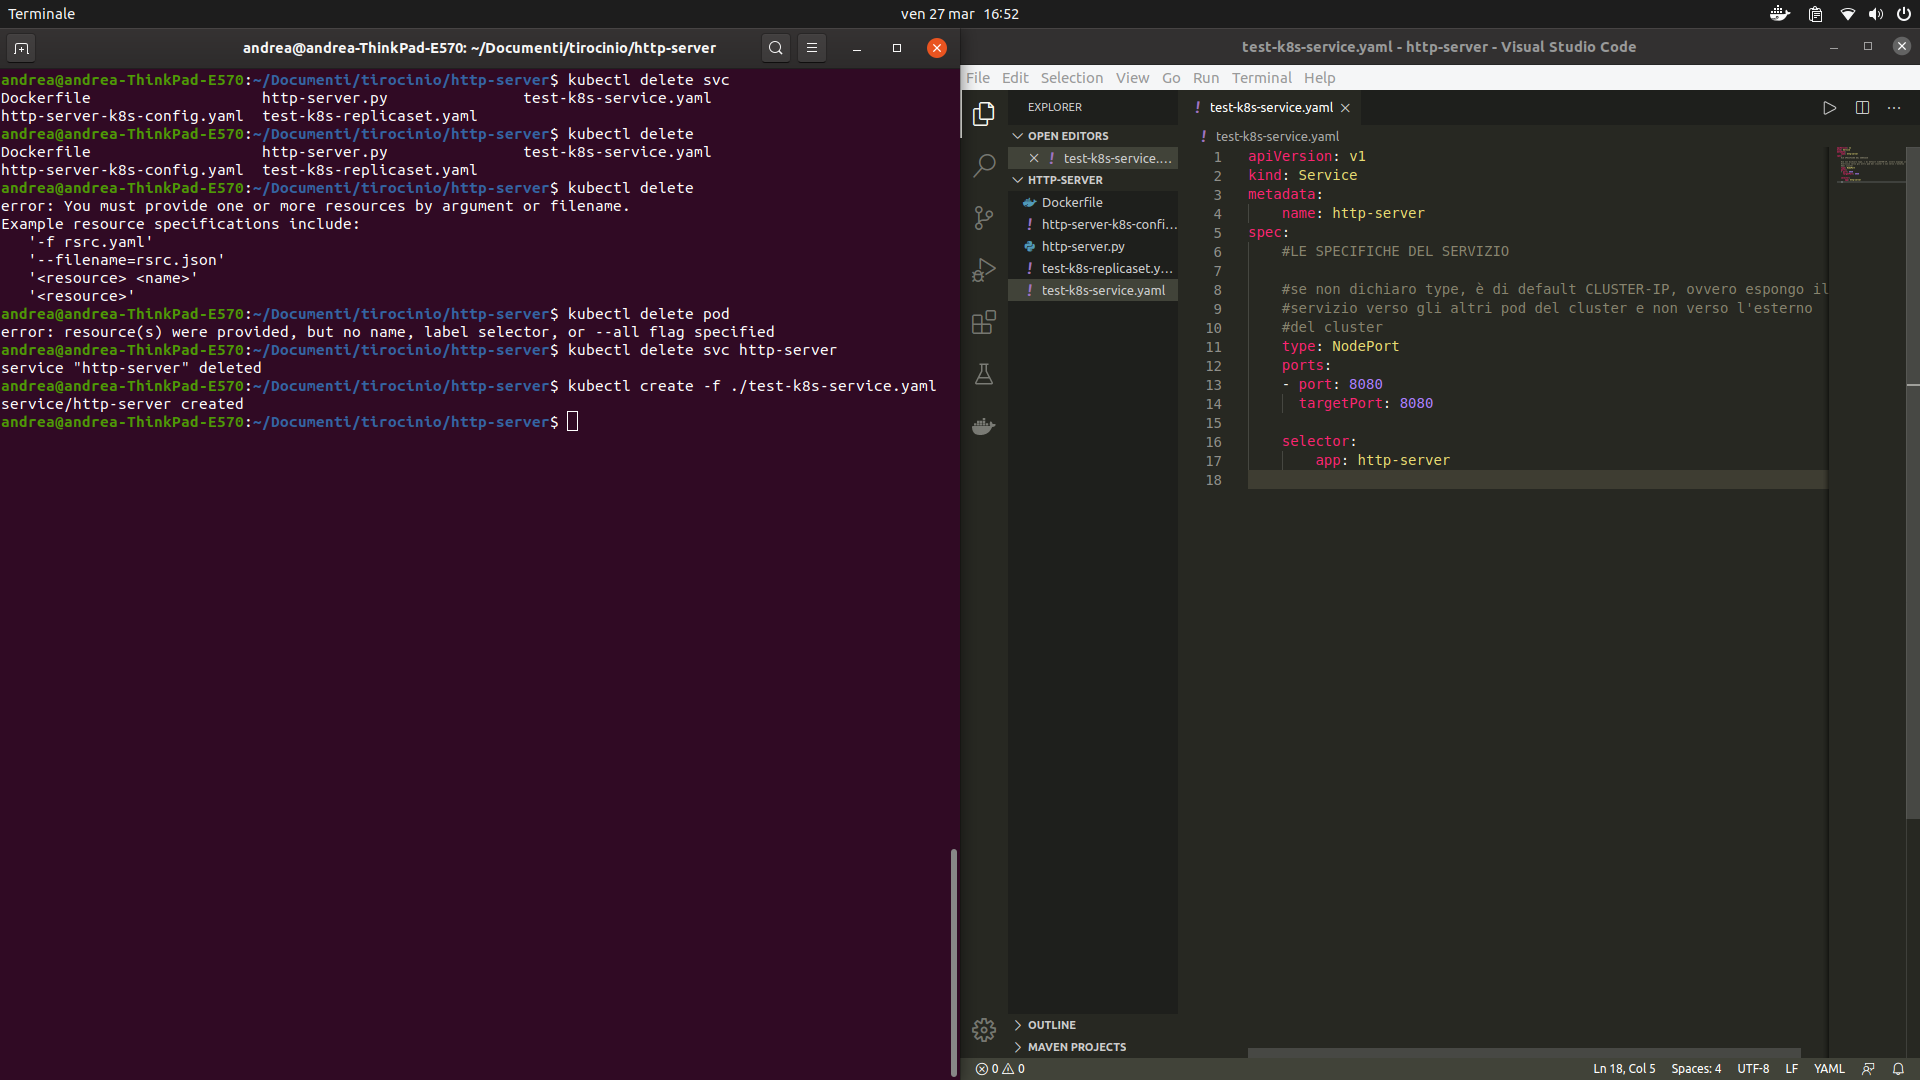 Terminale
ven 27 mar 16:52
andrea@andrea-ThinkPad-E570: ~/Documenti/tirocinio/http-server
andrea@andrea-ThinkPad-E570:~/Documenti/tirocinio/http-server$ kubectl delete svc
Dockerfile http-server.py test-k8s-service.yaml
http-server-k8s-config.yaml test-k8s-replicaset.yaml
andrea@andrea-ThinkPad-E570:~/Documenti/tirocinio/http-server$ kubectl delete
Dockerfile http-server.py test-k8s-service.yaml
http-server-k8s-config.yaml test-k8s-replicaset.yaml
andrea@andrea-ThinkPad-E570:~/Documenti/tirocinio/http-server$ kubectl delete
error: You must provide one or more resources by argument or filename.
Example resource specifications include:
'-f rsrc.yaml'
'--filename=rsrc.json'
'<resource> <name>'
'<resource>'
andrea@andrea-ThinkPad-E570:~/Documenti/tirocinio/http-server$ kubectl delete pod
error: resource(s) were provided, but no name, label selector, or --all flag specified
andrea@andrea-ThinkPad-E570:~/Documenti/tirocinio/http-server$ kubectl delete svc http-server
service "http-server" deleted
andrea@andrea-ThinkPad-E570:~/Documenti/tirocinio/http-server$ kubectl create -f ./test-k8s-service.yaml
service/http-server created
andrea@andrea-ThinkPad-E570:~/Documenti/tirocinio/http-server$
test-k8s-service.yaml - http-server - Visual Studio Code
File Edit Selection View Go Run Terminal Help
EXPLORER
OPEN EDITORS
test-k8s-service....
HTTP-SERVER
Dockerfile
http-server-k8s-confi...
http-server.py
test-k8s-replicaset.y...
test-k8s-service.yaml
OUTLINE
MAVEN PROJECTS
test-k8s-service.yaml
test-k8s-service.yaml
1 apiVersion: v1
2 kind: Service
3 metadata:
4 name: http-server
5 spec:
6 #LE SPECIFICHE DEL SERVIZIO
7
8 #se non dichiaro type, è di default CLUSTER-IP, ovvero espongo il
9 #servizio verso gli altri pod del cluster e non verso l'esterno
10 #del cluster
11 type: NodePort
12 ports:
13 - port: 8080
14 targetPort: 8080
15
16 selector:
17 app: http-server
18
0 0
Ln 18, Col 5 Spaces: 4 UTF-8 LF YAML